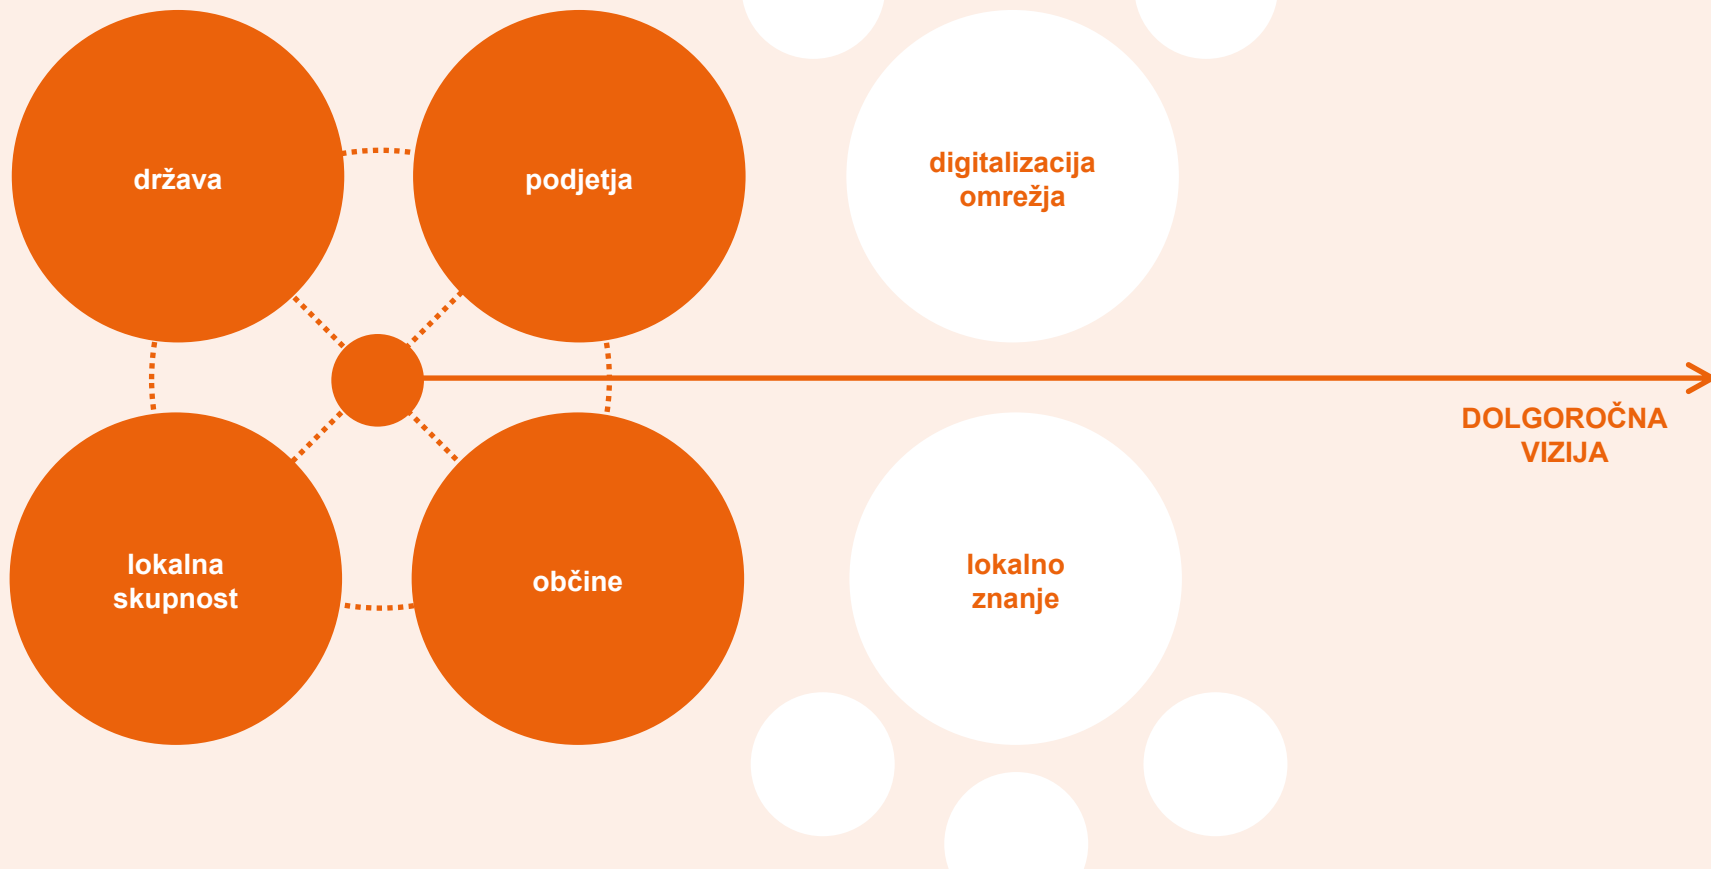 država
podjetja
digitalizacija
omrežja
DOLGOROČNA
VIZIJA
lokalna
skupnost
občine
lokalno
znanje